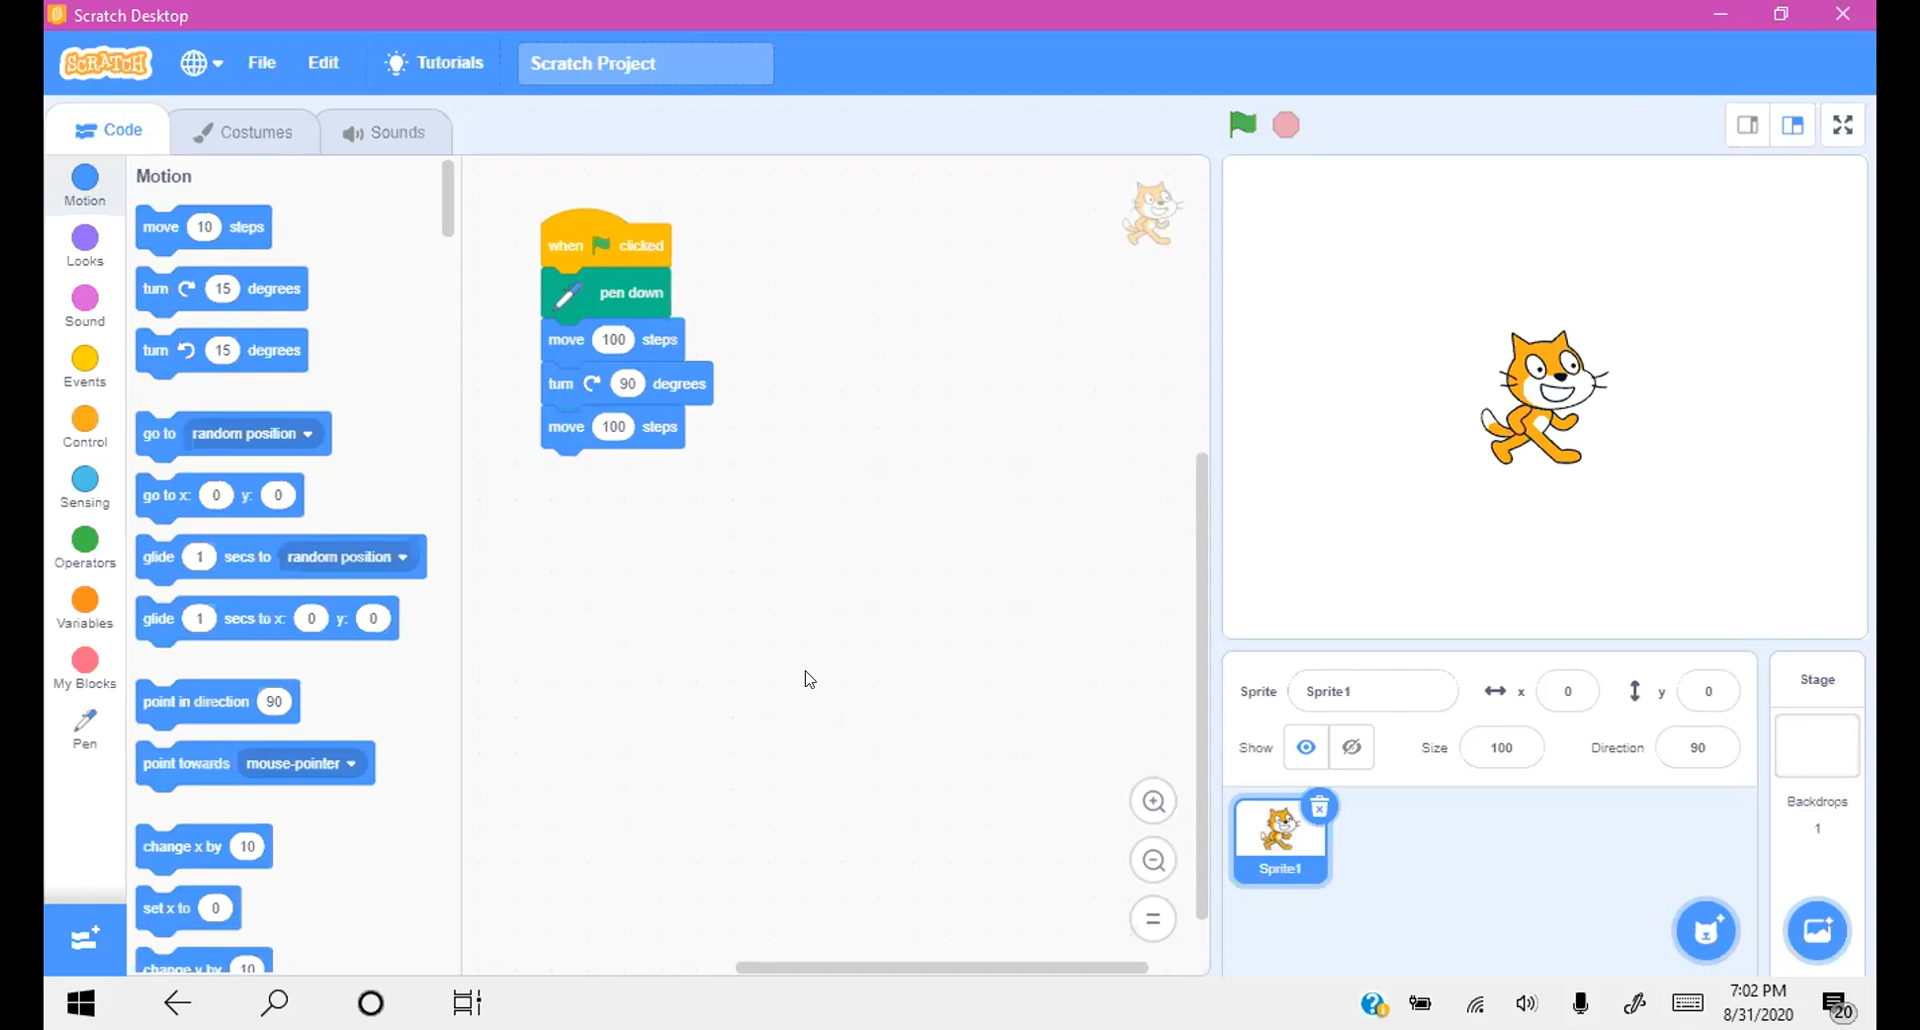 Scratch Desktop
SCRATCH
File
Edit
Tutorials
Scratch Project
Code
Costumes
Sounds
Motion
Looks
Sound
Events
Control
Sensing
Operators
Variables
My Blocks
Pen
Motion
move 10 steps
turn 15 degrees
turn 15 degrees
go to random position
go to x: 0 y: 0
glide 1 secs to random position
glide 1 secs to x: 0 y: 0
point in direction 90
point towards mouse-pointer
change x by 10
set x to 0
change y by 10
when clicked
pen down
move 100 steps
turn 90 degrees
move 100 steps
Sprite Sprite1 x 0 y 0
Show Size 100 Direction 90
Sprite1
Stage
Backdrops
1
7:02 PM
8/31/2020
20